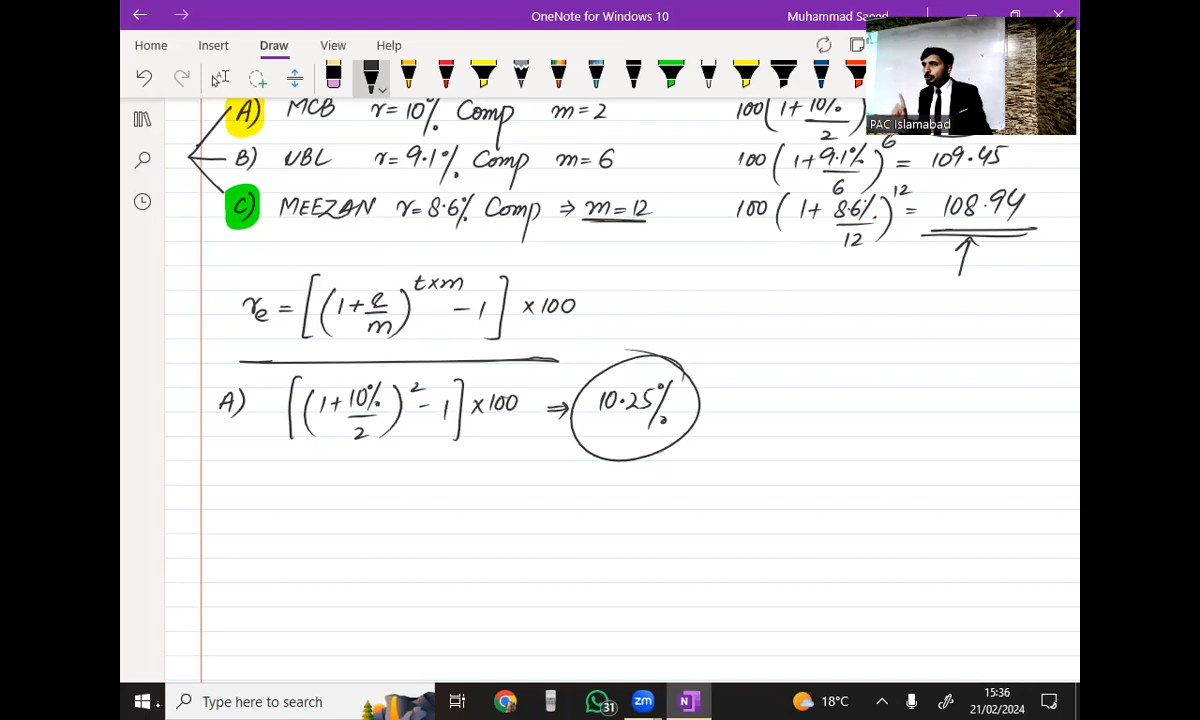 OneNote for Windows 10
Muhammad Saeed
Home Insert Draw View Help
PAC Islamabad
A) MCB r = 10% Comp m = 2 100(1+10%/2)
B) UBL r = 9.1% Comp m = 6 100(1+9.1%/6)^6 = 109.45
C) MEEZAN r = 8.6% Comp ⇒ m = 12 100(1+8.6%/12)^12 = 108.94
r_e = [(1+r/m)^(t×m) - 1] × 100
A) [(1+10%/2)^2 - 1] × 100 ⇒ 10.25%
Type here to search
31
zm
N
18°C
15:36
21/02/2024